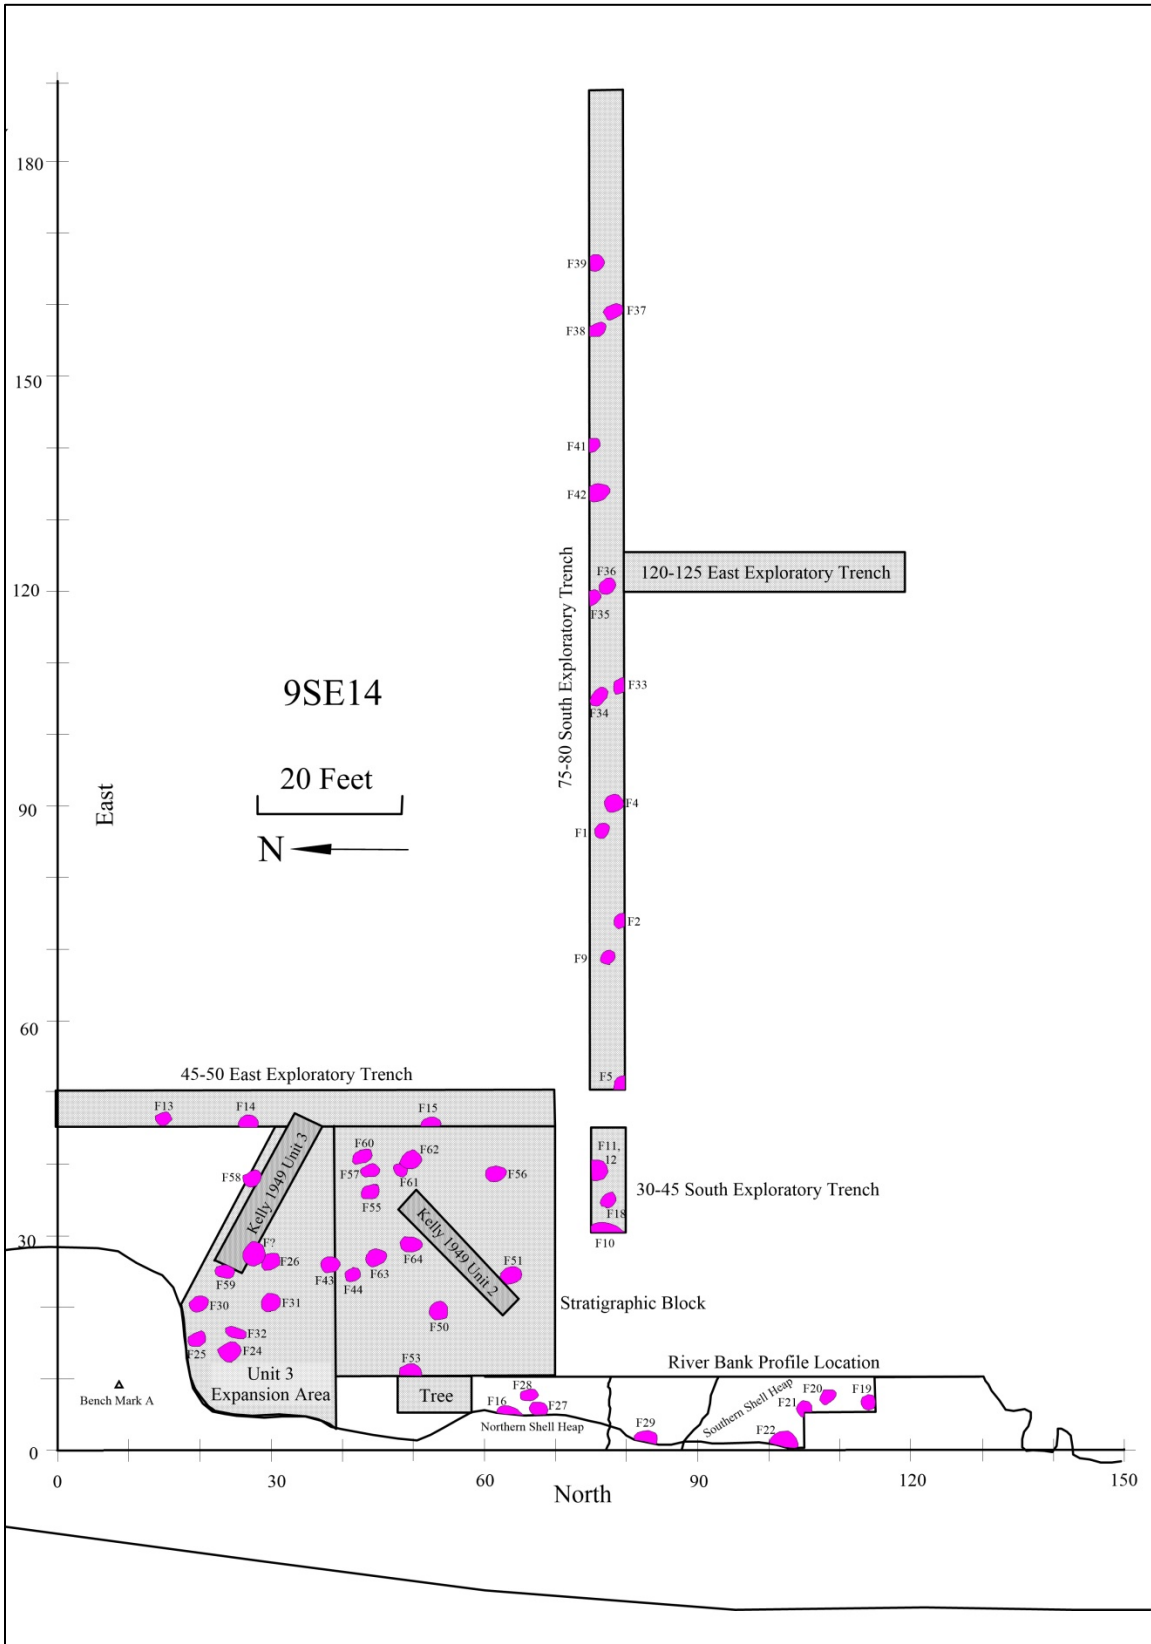 180
F39
F37
F38
150
F41
F42
75-80 South Exploratory Trench
F36
120-125 East Exploratory Trench
120
F35
F33
9SE14
F34
20 Feet
East
90
F4
F1
N
F2
F9
60
45-50 East Exploratory Trench
F5
F13
F14
F15
F11,
12
F60
F62
F58
F57
F61
F56
Kelly 1949 Unit 3
F55
30-45 South Exploratory Trench
F18
F10
30
F?
F26
F43
F64
Kelly 1949 Unit 2
F51
F59
F44
F63
F30
F31
Stratigraphic Block
F50
F32
F25
F24
F53
River Bank Profile Location
Unit 3
Expansion Area
Bench Mark A
Tree
F28
F16
F27
Northern Shell Heap
Southern Shell Heap
F20
F19
F21
F29
F22
0
0
30
60
90
120
150
North